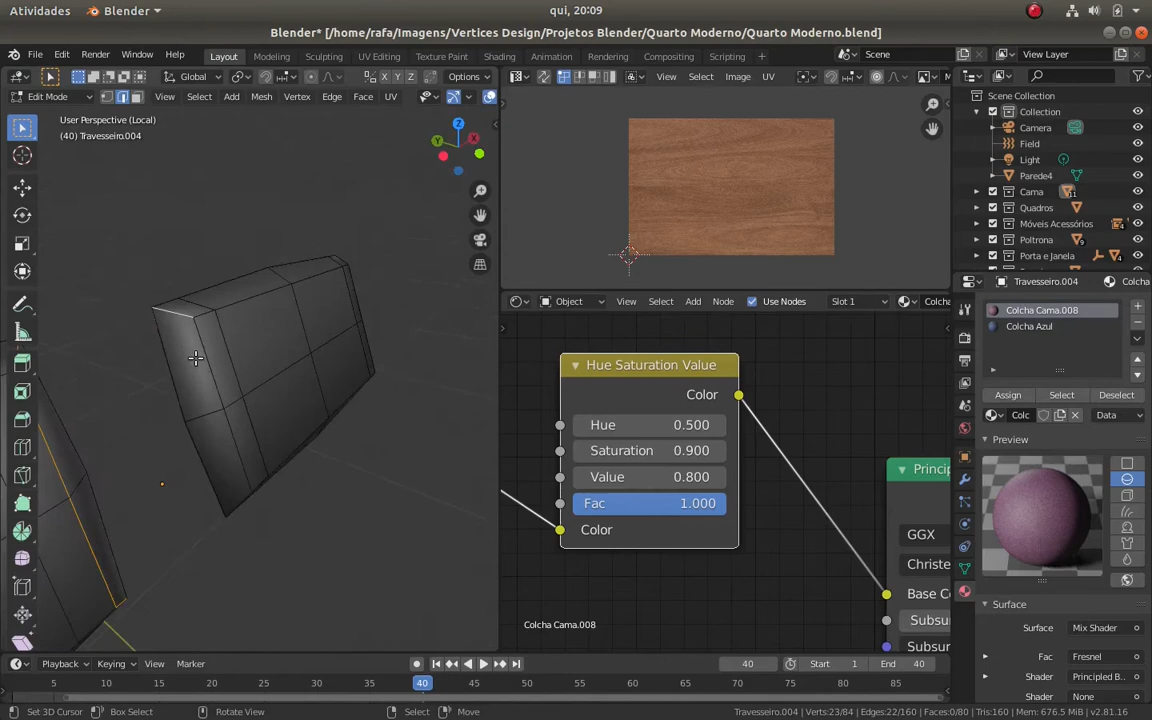 Atividades
Blender
qui, 20:09
Blender* [/home/rafa/Imagens/Vertices Design/Projetos Blender/Quarto Moderno/Quarto Moderno.blend]
File Edit Render Window Help
Layout Modeling Sculpting UV Editing Texture Paint Shading Animation Rendering Compositing Scripting
Scene
View Layer
Global
X Y Z
Options
Select Image UV
View
Edit Mode
View Select Add Mesh Vertex Edge Face UV
User Perspective (Local)
(40) Travesseiro.004
Z
X
Y
Scene Collection
Collection
Camera
Field
Light
Parede4
Cama
11
Quadros
Móveis Acessórios
4
Poltrona
9
Porta e Janela
4
Object View Select Add Node Use Nodes Slot 1 Colcha
Travesseiro.004 Colcha
Colcha Cama.008
Colcha Azul
Assign Select Deselect
Colc
Data
Preview
Surface
Surface Mix Shader
Fac Fresnel
Shader Principled B..
Shader None
Hue Saturation Value
Color
Hue 0.500
Saturation 0.900
Value 0.800
Fac 1.000
Color
Princip
GGX
Christe
Base Co
Subsu
Subsur
Colcha Cama.008
Playback Keying View Marker
40
Start 1
End 40
5 10 15 20 25 30 35 40 45 50 55 60 65 70 75 80 85 90
Set 3D Cursor Box Select Rotate View Select Move
Travesseiro.004 | Verts:23/84 | Edges:22/160 | Faces:0/80 | Tris:160 | Mem: 676.5 MiB | v2.81.16